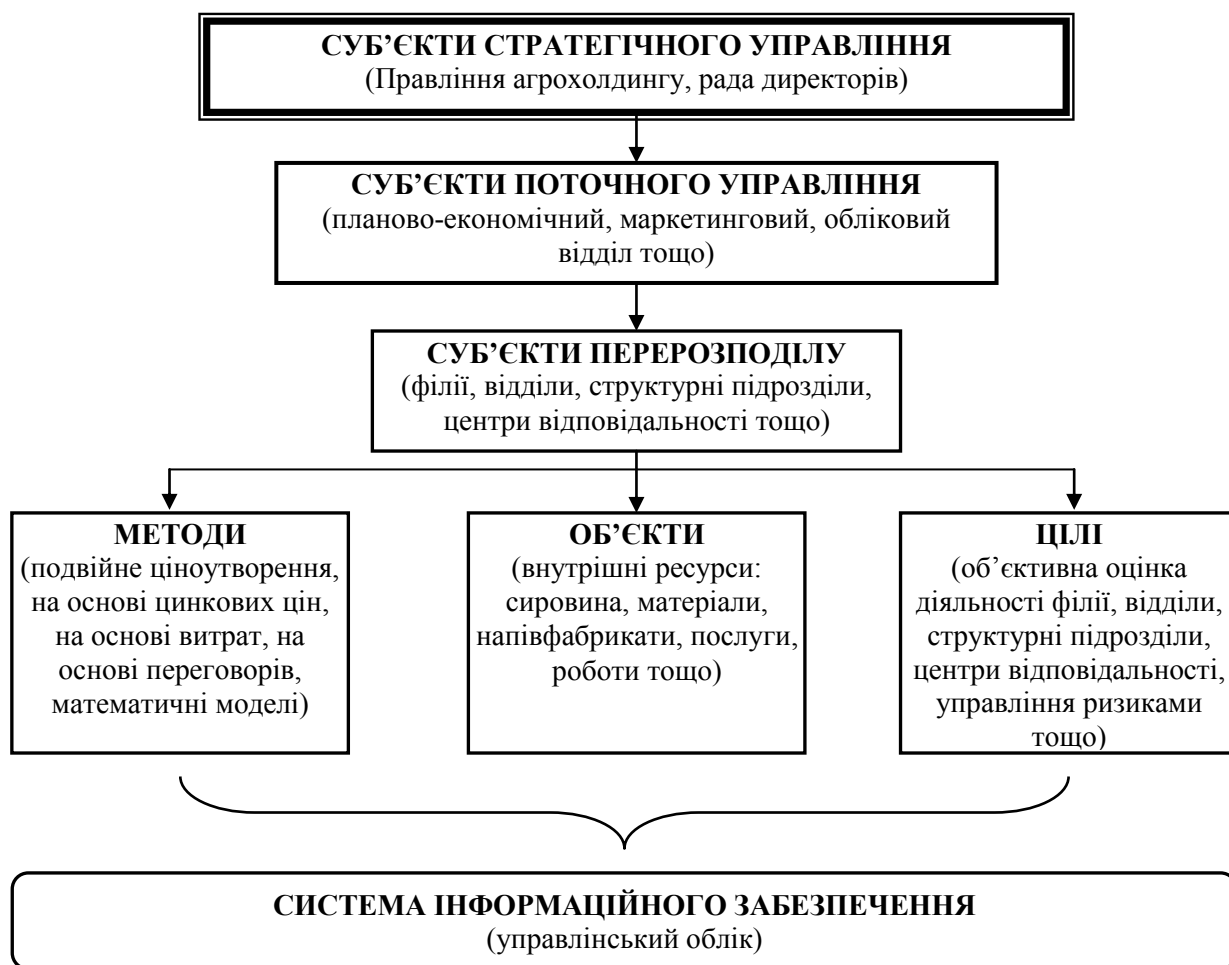 СУБ’ЄКТИ СТРАТЕГІЧНОГО УПРАВЛІННЯ
(Правління агрохолдингу, рада директорів)
СУБ’ЄКТИ ПОТОЧНОГО УПРАВЛІННЯ
(планово-економічний, маркетинговий, обліковий
відділ тощо)
СУБ’ЄКТИ ПЕРЕРОЗПОДІЛУ
(філії, відділи, структурні підрозділи,
центри відповідальності тощо)
МЕТОДИ
(подвійне ціноутворення,
на основі цинкових цін,
на основі витрат, на
основі переговорів,
математичні моделі)
ОБ’ЄКТИ
(внутрішні ресурси:
сировина, матеріали,
напівфабрикати, послуги,
роботи тощо)
ЦІЛІ
(об’єктивна оцінка
діяльності філії, відділи,
структурні підрозділи,
центри відповідальності,
управління ризиками
тощо)
СИСТЕМА ІНФОРМАЦІЙНОГО ЗАБЕЗПЕЧЕННЯ
(управлінський облік)